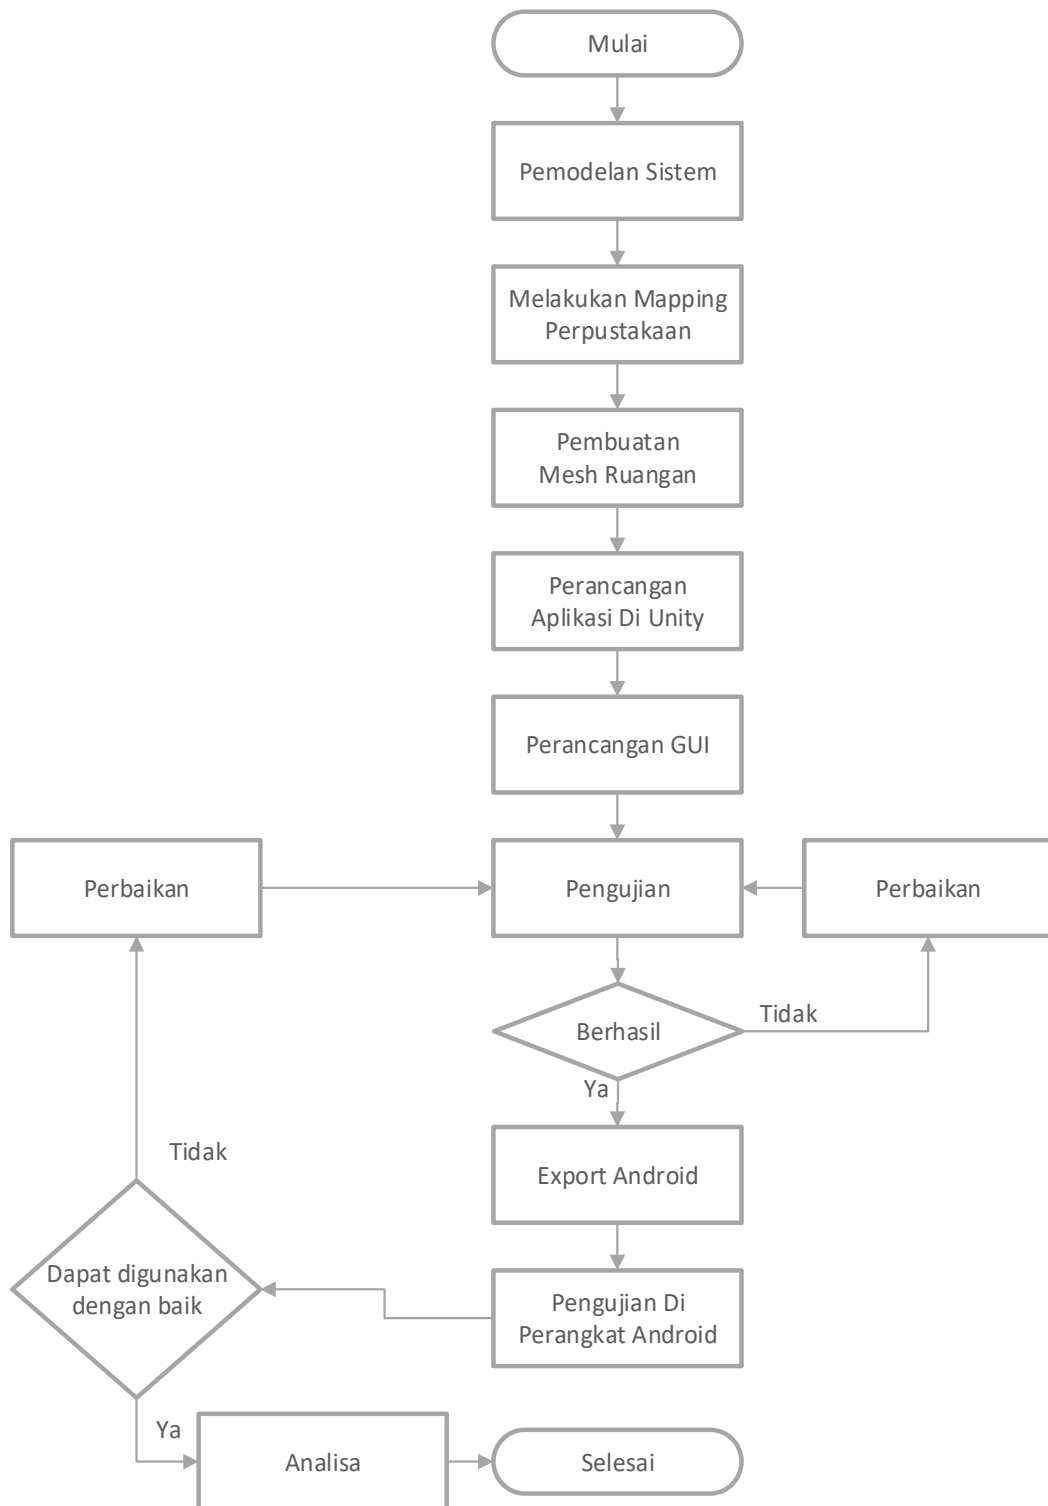 Mulai
Pemodelan Sistem
Melakukan Mapping
Perpustakaan
Pembuatan
Mesh Ruangan
Perancangan
Aplikasi Di Unity
Perancangan GUI
Perbaikan
Pengujian
Perbaikan
Berhasil
Tidak
Ya
Export Android
Tidak
Dapat digunakan
dengan baik
Pengujian Di
Perangkat Android
Ya
Analisa
Selesai